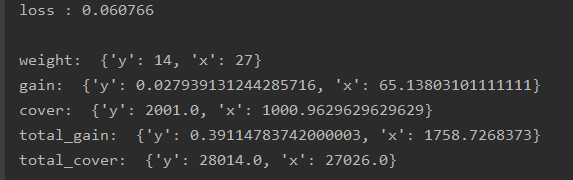 loss : 0.060766
weight:  {'y': 14, 'x': 27}
gain:  {'y': 0.027939131244285716, 'x': 65.13803101111111}
cover:  {'y': 2001.0, 'x': 1000.9629629629629}
total_gain:  {'y': 0.39114783742000003, 'x': 1758.7268373}
total_cover:  {'y': 28014.0, 'x': 27026.0}